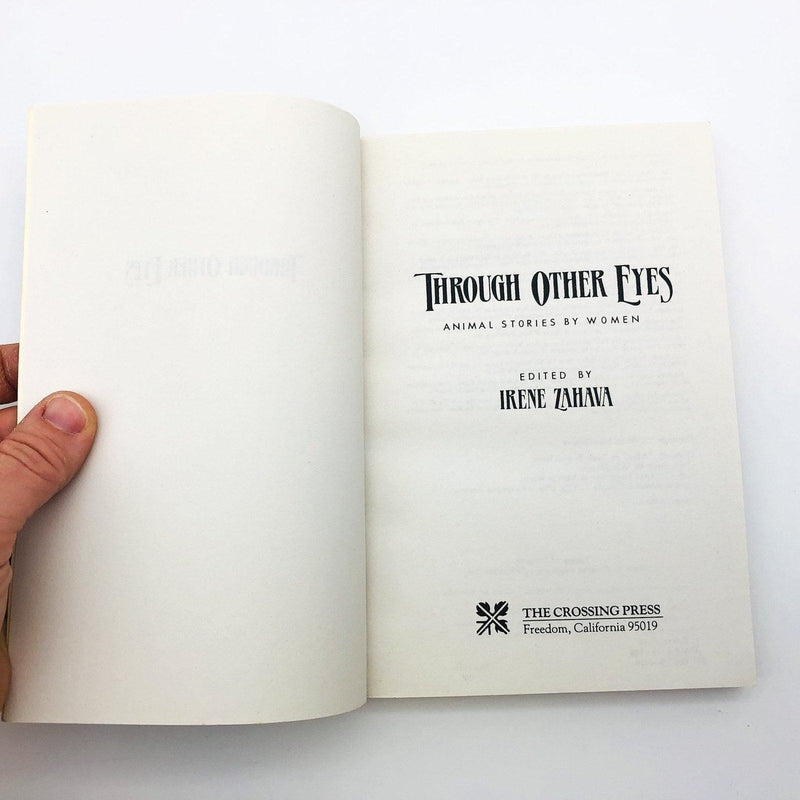 THROUGH OTHER EYES
ANIMAL STORIES BY WOMEN
EDITED BY
IRENE ZAHAVA
THE CROSSING PRESS
Freedom, California 95019